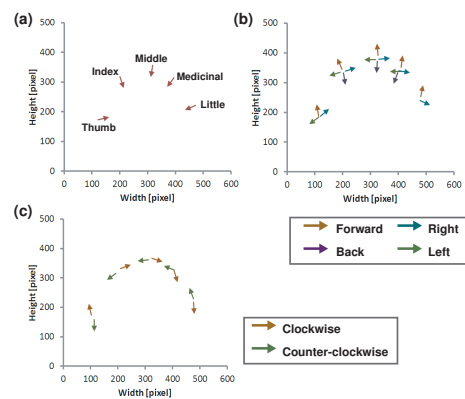 (a)
500
400
300
200
100
0
Height [pixel]
0 100 200 300 400 500 600
Width [pixel]
Middle
Index
Medicinal
Little
Thumb
(b)
500
400
300
200
100
0
Height [pixel]
0 100 200 300 400 500 600
Width [pixel]
Forward Right
Back Left
(c)
500
400
300
200
100
0
Height [pixel]
0 100 200 300 400 500 600
Width [pixel]
Clockwise
Counter-clockwise